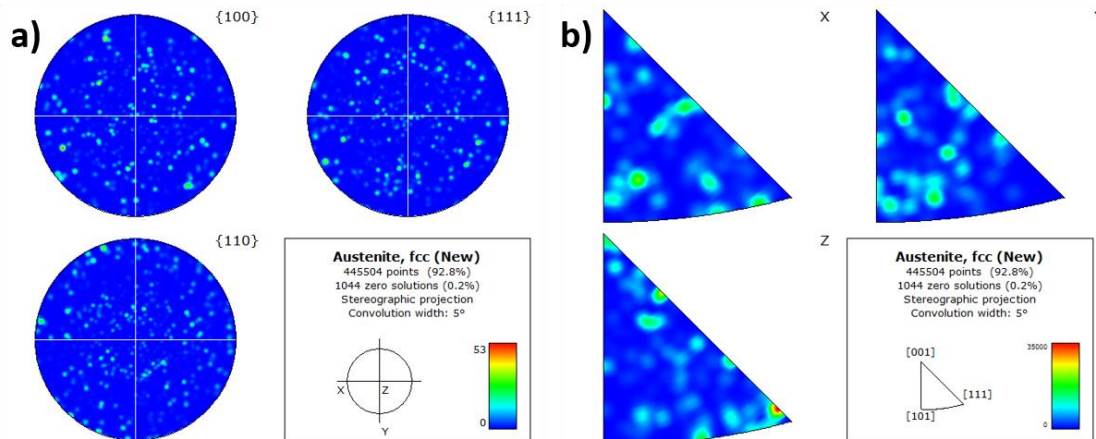 a)
{100}
{111}
{110}
Austenite, fcc (New)
445504 points (92.8%)
1044 zero solutions (0.2%)
Stereographic projection
Convolution width: 5°
53
0
X
Z
Y
b)
X
Z
Austenite, fcc (New)
445504 points (92.8%)
1044 zero solutions (0.2%)
Stereographic projection
Convolution width: 5°
35000
0
[001]
[111]
[101]